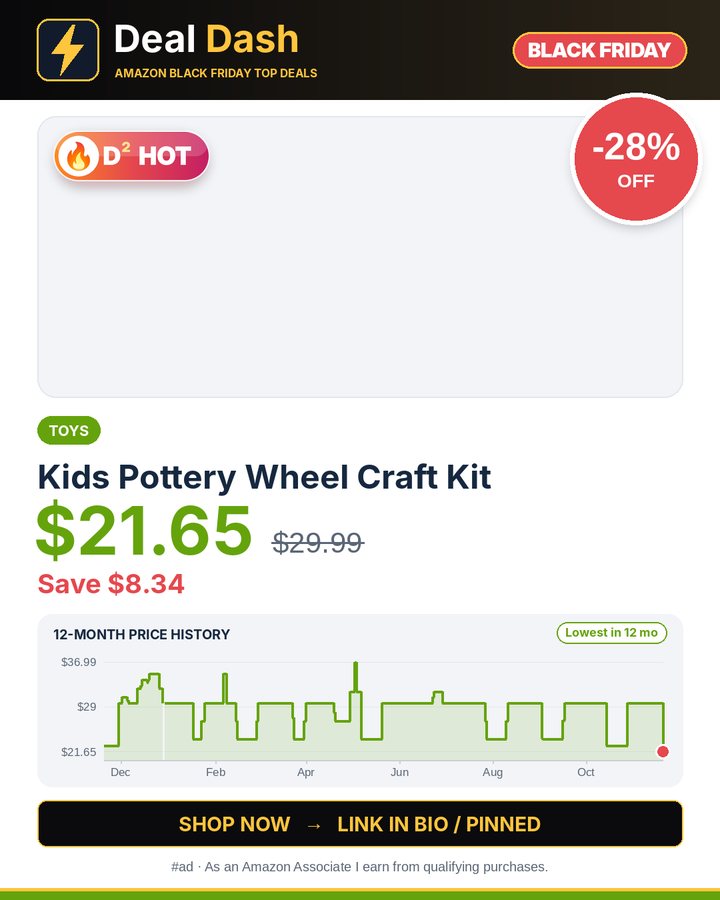 Deal Dash
AMAZON BLACK FRIDAY TOP DEALS
BLACK FRIDAY
D² HOT
-28%
OFF
TOYS
Kids Pottery Wheel Craft Kit
$21.65 $29.99
Save $8.34
12-MONTH PRICE HISTORY
Lowest in 12 mo
$36.99
$29
$21.65
Dec Feb Apr Jun Aug Oct
SHOP NOW → LINK IN BIO / PINNED
#ad · As an Amazon Associate I earn from qualifying purchases.